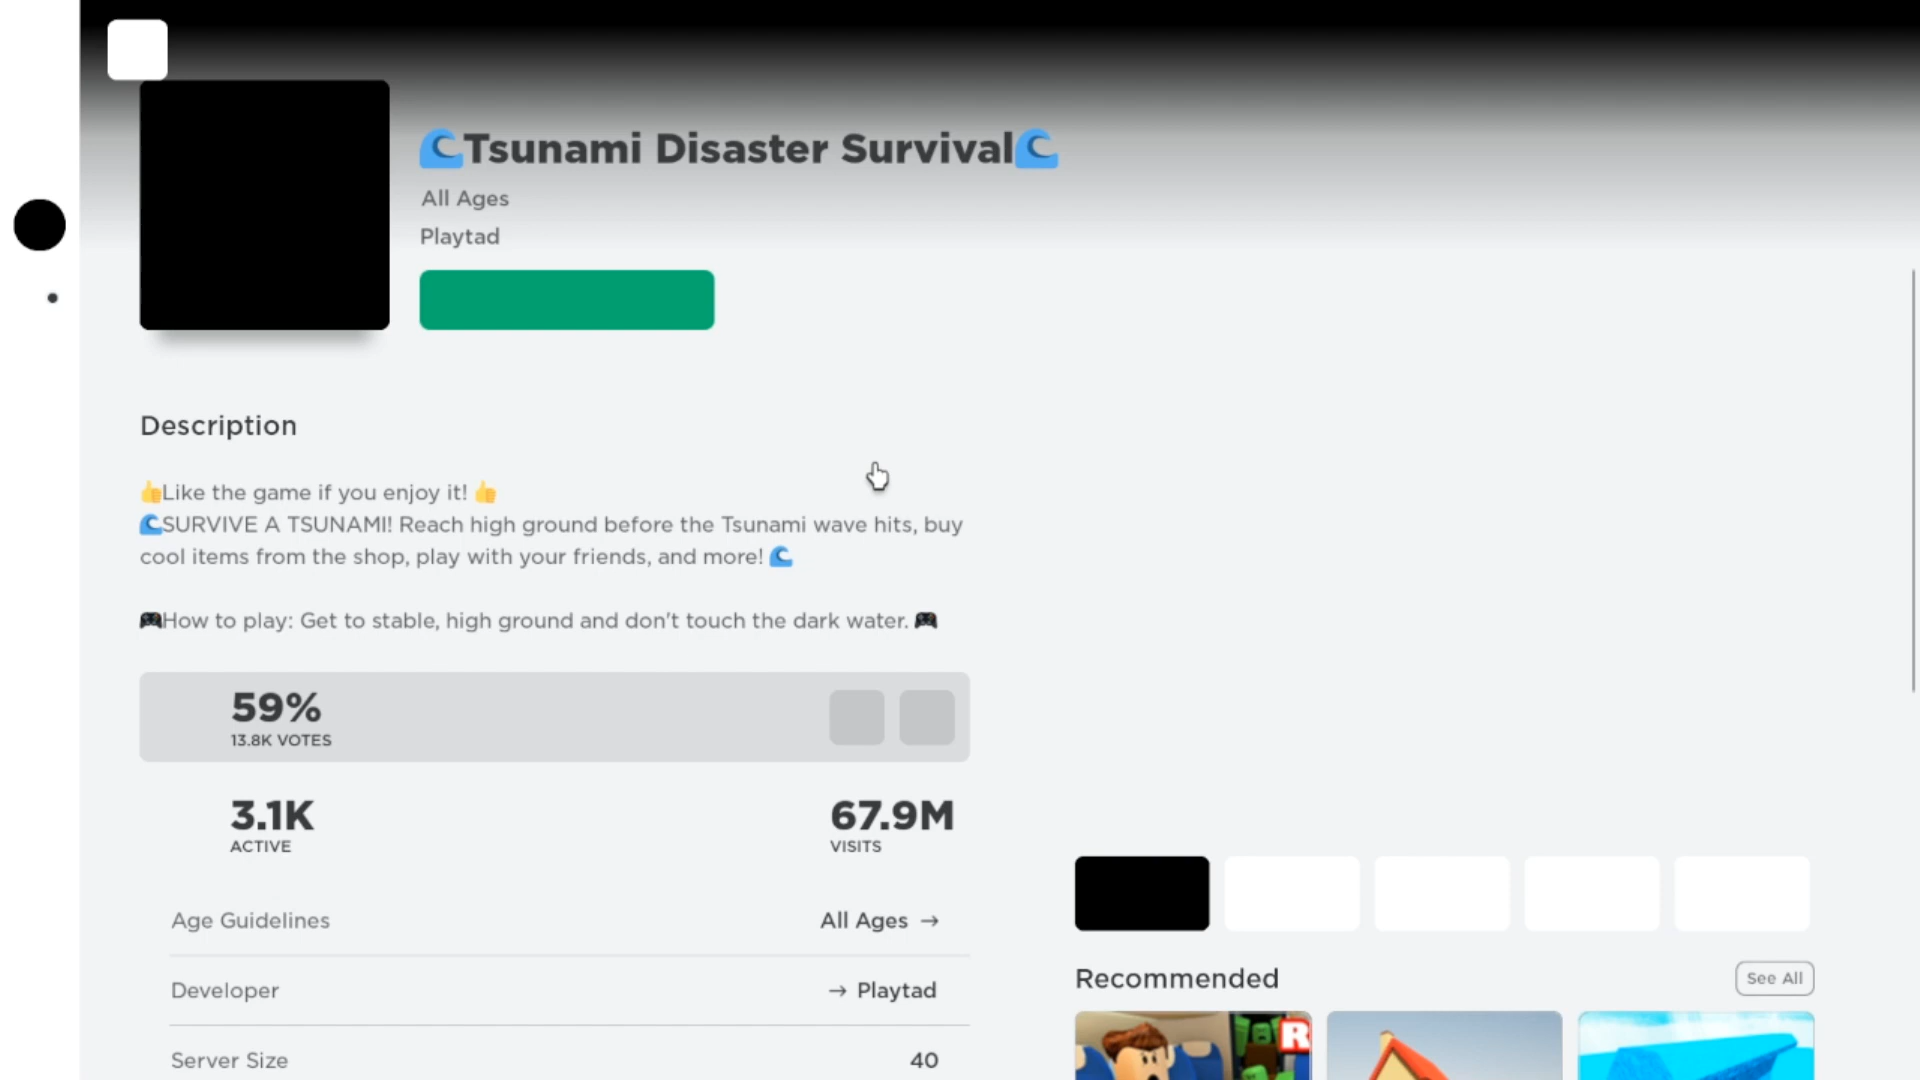 🌊Tsunami Disaster Survival🌊
All Ages
Playtad
Description
👍Like the game if you enjoy it! 👍
🌊SURVIVE A TSUNAMI! Reach high ground before the Tsunami wave hits, buy
cool items from the shop, play with your friends, and more! 🌊
🎮How to play: Get to stable, high ground and don't touch the dark water. 🎮
59%
13.8K VOTES
3.1K
ACTIVE
67.9M
VISITS
Age Guidelines
All Ages →
Developer
→ Playtad
Server Size
40
Recommended
See All
R